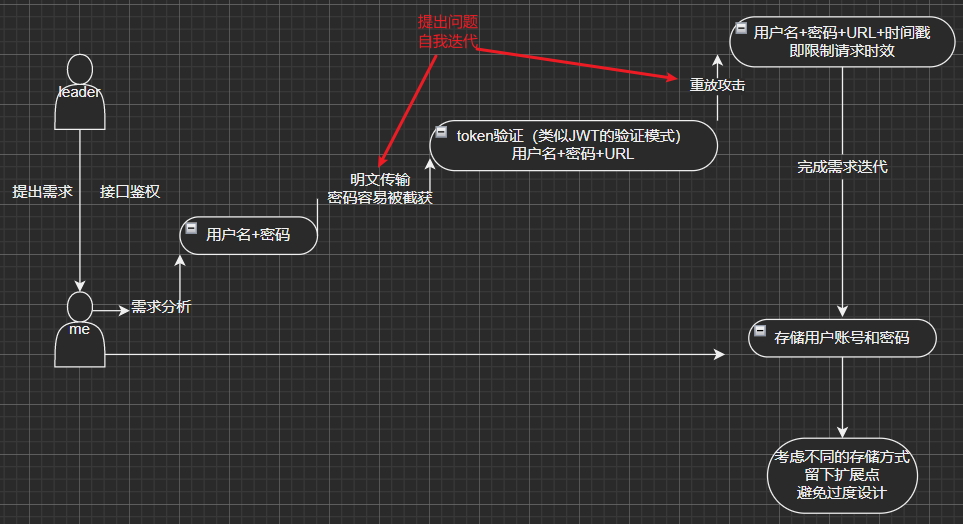 提出问题
自我迭代
用户名+密码+URL+时间戳
即限制请求时效
leader
重放攻击
token验证（类似JWT的验证模式）
用户名+密码+URL
完成需求迭代
明文传输
密码容易被截获
提出需求
接口鉴权
用户名+密码
需求分析
me
存储用户账号和密码
考虑不同的存储方式
留下扩展点
避免过度设计